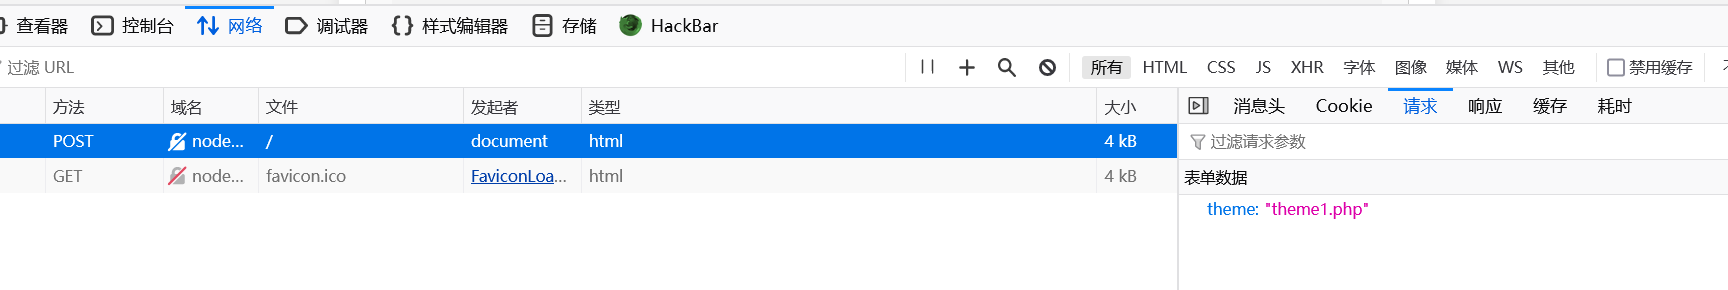 查看器 控制台 网络 调试器 {} 样式编辑器 存储 HackBar
过滤 URL 所有 HTML CSS JS XHR 字体 图像 媒体 WS 其他 禁用缓存
方法 域名 文件 发起者 类型 大小 消息头 Cookie 请求 响应 缓存 耗时
POST node... / document html 4 kB 过滤请求参数
GET node... favicon.ico FaviconLoa... html 4 kB 表单数据
theme: "theme1.php"